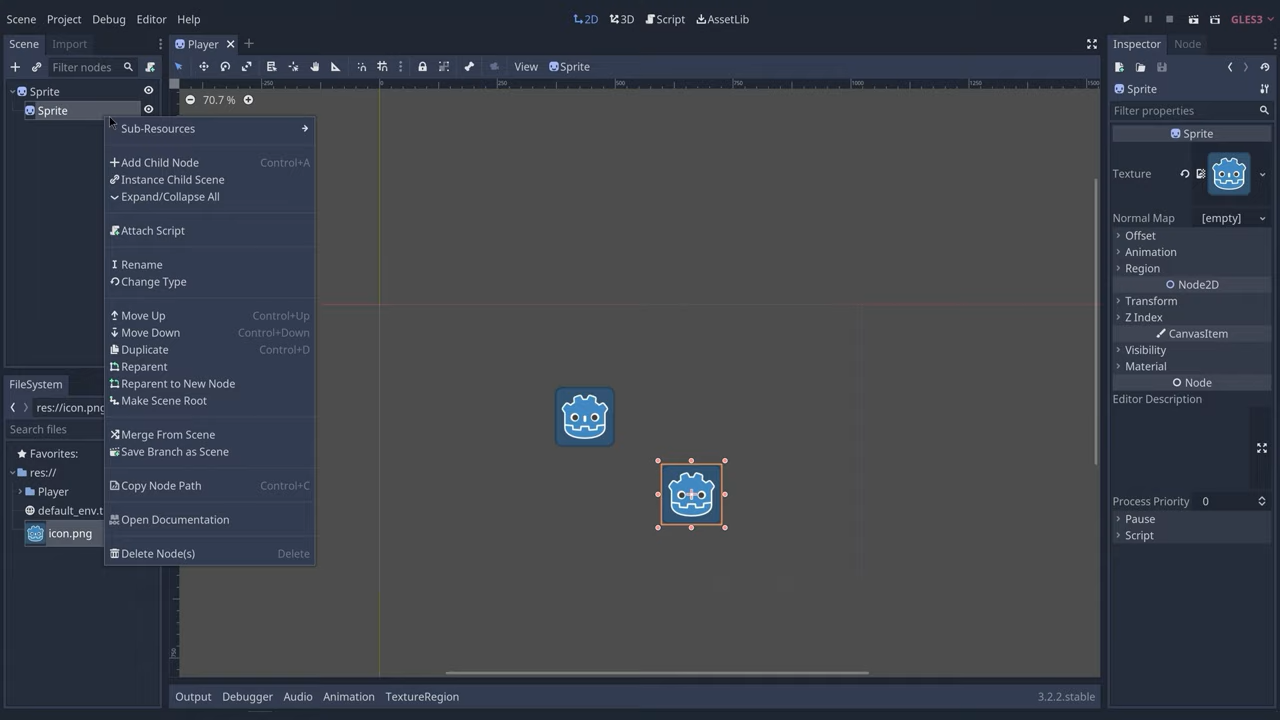 Scene Project Debug Editor Help 2D 3D Script AssetLib GLES3
Scene Import Player Inspector Node
Filter nodes View Sprite
Sprite 70.7 % Sprite
Sprite Filter properties
Sub-Resources Sprite
Add Child Node Control+A
Instance Child Scene Texture
Expand/Collapse All
Normal Map [empty]
Attach Script Offset
Animation
Rename Region
Change Type Node2D
Transform
Move Up Control+Up Z Index
Move Down Control+Down CanvasItem
Duplicate Control+D Visibility
Reparent Material
Reparent to New Node Node
FileSystem
Make Scene Root Editor Description
res://icon.png
Search files Merge From Scene
Favorites: Save Branch as Scene
res://
Player Copy Node Path Control+C
Process Priority 0
default_env.t Open Documentation Pause
icon.png Script
Delete Node(s) Delete
Output Debugger Audio Animation TextureRegion 3.2.2.stable